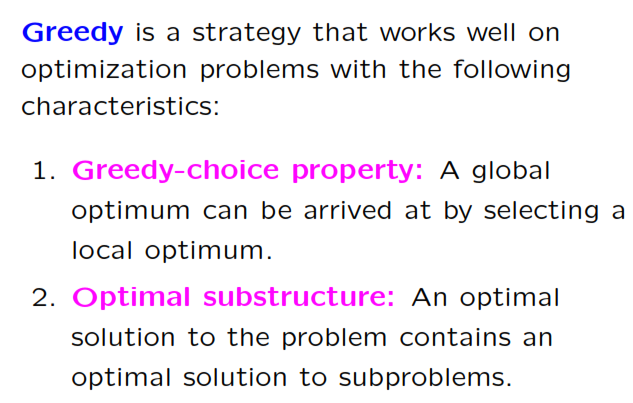 Greedy is a strategy that works well on
optimization problems with the following
characteristics:
1. Greedy-choice property: A global
optimum can be arrived at by selecting a
local optimum.
2. Optimal substructure: An optimal
solution to the problem contains an
optimal solution to subproblems.